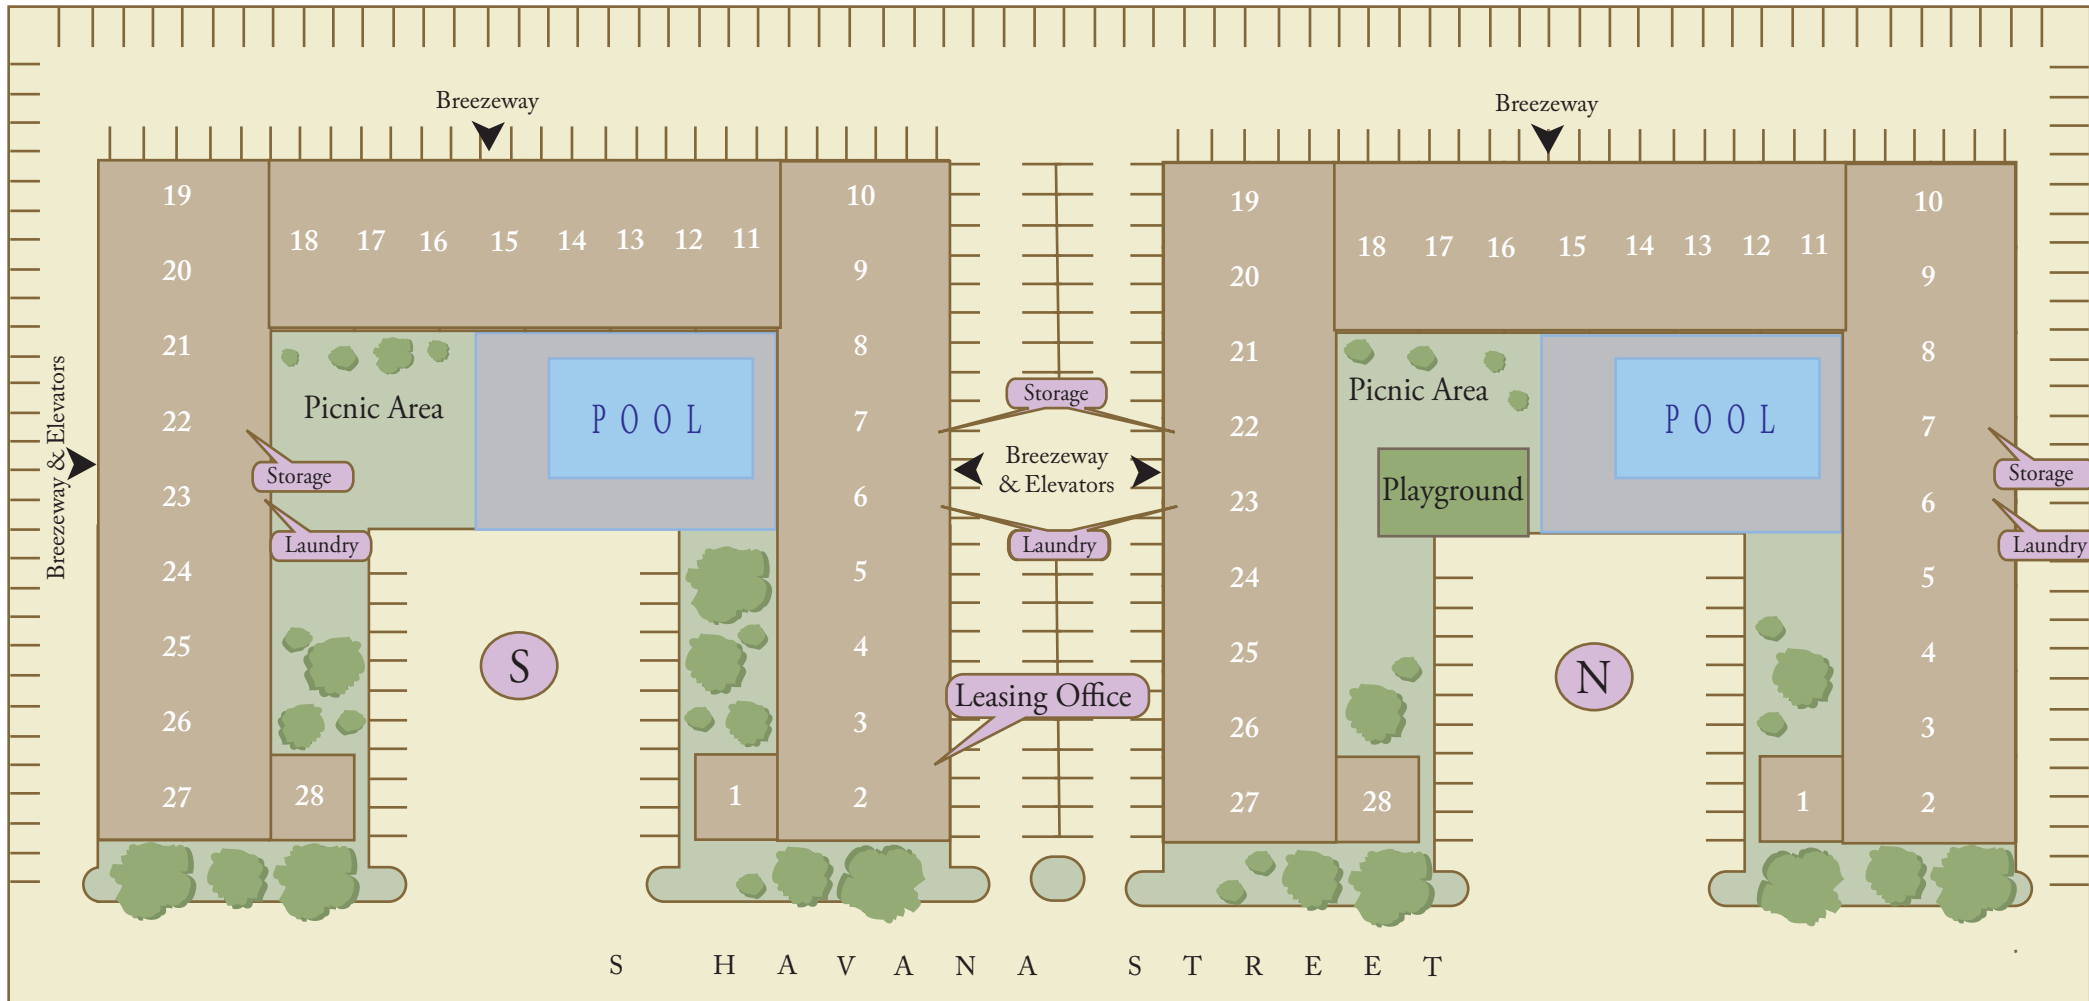 Breezeway
Breezeway
19
18
17
16
15
14
13
12
11
10
20
9
21
8
22
7
23
6
24
5
25
4
26
3
27
28
1
2
Picnic Area
POOL
Storage
Laundry
Breezeway & Elevators
S
Storage
Breezeway
& Elevators
Laundry
Leasing Office
19
18
17
16
15
14
13
12
11
10
20
9
21
8
22
7
23
6
24
5
25
4
26
3
27
28
1
2
Picnic Area
Playground
POOL
Storage
Laundry
N
S HAVANA STREET